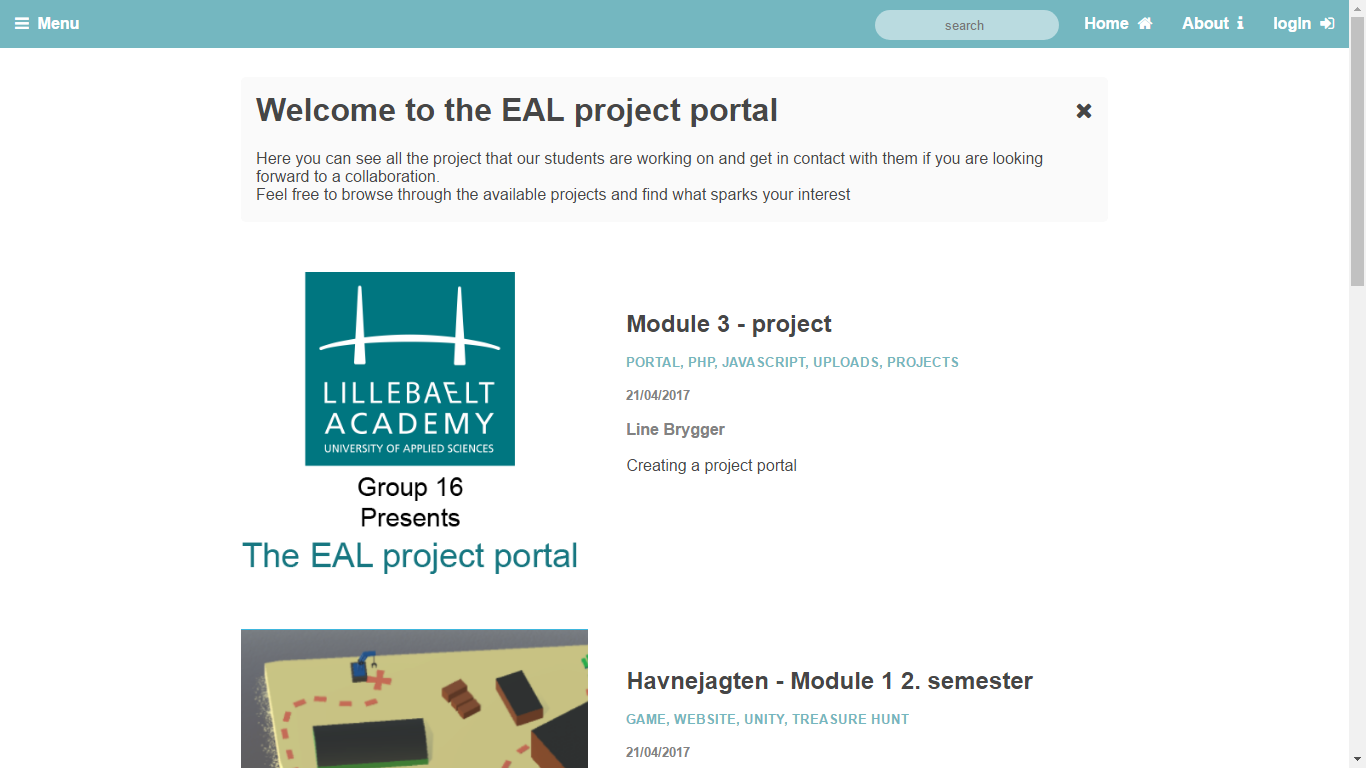 Menu
search
Home
About
login
Welcome to the EAL project portal
Here you can see all the project that our students are working on and get in contact with them if you are looking
forward to a collaboration.
Feel free to browse through the available projects and find what sparks your interest
LILLEBAELT
ACADEMY
UNIVERSITY OF APPLIED SCIENCES
Group 16
Presents
The EAL project portal
Module 3 - project
PORTAL, PHP, JAVASCRIPT, UPLOADS, PROJECTS
21/04/2017
Line Brygger
Creating a project portal
Havnejagten - Module 1 2. semester
GAME, WEBSITE, UNITY, TREASURE HUNT
21/04/2017